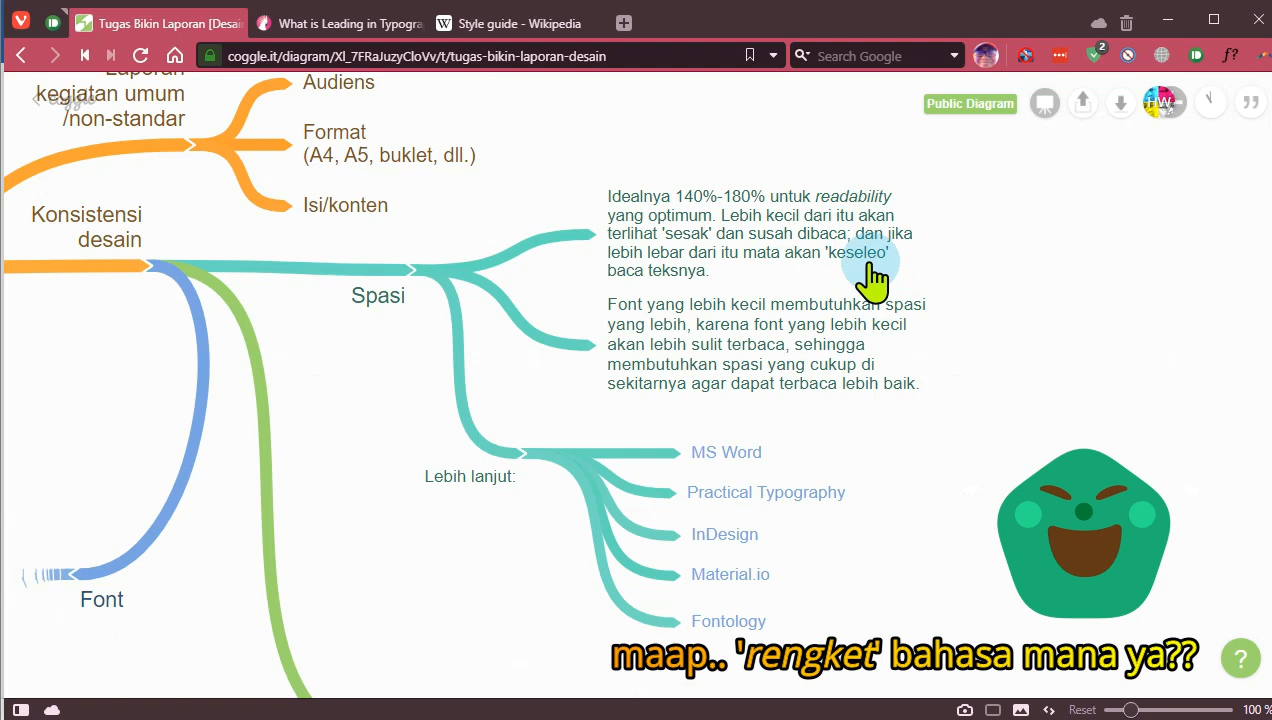 Tugas Bikin Laporan [Desai
What is Leading in Typogra
Style guide - Wikipedia
coggle.it/diagram/Xl_7FRaJuzyCloVv/t/tugas-bikin-laporan-desain
Search Google
2
f?
Public Diagram
HW
Laporan
kegiatan umum
/non-standar
coggle
Audiens
Format
(A4, A5, buklet, dll.)
Isi/konten
Konsistensi
desain
Spasi
Idealnya 140%-180% untuk readability
yang optimum. Lebih kecil dari itu akan
terlihat 'sesak' dan susah dibaca; dan jika
lebih lebar dari itu mata akan 'keseleo'
baca teksnya.
Font yang lebih kecil membutuhkan spasi
yang lebih, karena font yang lebih kecil
akan lebih sulit terbaca, sehingga
membutuhkan spasi yang cukup di
sekitarnya agar dapat terbaca lebih baik.
Lebih lanjut:
MS Word
Practical Typography
InDesign
Material.io
Fontology
Font
maap.. 'rengket' bahasa mana ya??
?
Reset
100 %